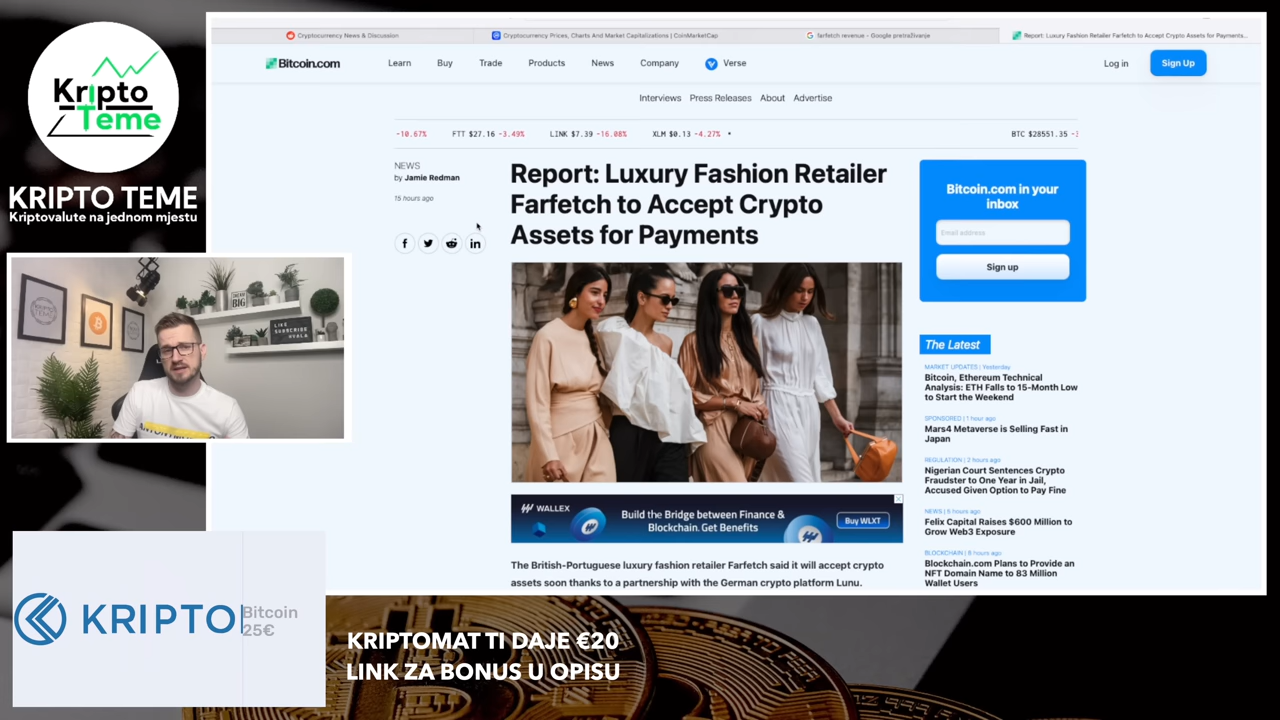 Kripto
Teme
KRIPTO TEME
Kriptovalute na jednom mjestu
Cryptocurrency News & Discussion
Cryptocurrency Prices, Charts And Market Capitalizations | CoinMarketCap
farfetch revenue - Google pretraživanje
Report: Luxury Fashion Retailer Farfetch to Accept Crypto Assets for Payments...
Bitcoin.com
Learn
Buy
Trade
Products
News
Company
Verse
Log in
Sign Up
Interviews
Press Releases
About
Advertise
-10.67%
FTT $27.16 -3.49%
LINK $7.39 -16.08%
XLM $0.13 -4.27%
BTC $28551.35
NEWS
by Jamie Redman
15 hours ago
Report: Luxury Fashion Retailer
Farfetch to Accept Crypto
Assets for Payments
WALLEX
Build the Bridge between Finance &
Blockchain. Get Benefits
Buy WLXT
The British-Portuguese luxury fashion retailer Farfetch said it will accept crypto
assets soon thanks to a partnership with the German crypto platform Lunu.
Bitcoin.com in your
inbox
Email address
Sign up
The Latest
MARKET UPDATES | Yesterday
Bitcoin, Ethereum Technical
Analysis: ETH Falls to 15-Month Low
to Start the Weekend
SPONSORED | 1 hour ago
Mars4 Metaverse is Selling Fast in
Japan
REGULATION | 2 hours ago
Nigerian Court Sentences Crypto
Fraudster to One Year in Jail,
Accused Given Option to Pay Fine
NEWS | 5 hours ago
Felix Capital Raises $600 Million to
Grow Web3 Exposure
BLOCKCHAIN | 8 hours ago
Blockchain.com Plans to Provide an
NFT Domain Name to 83 Million
Wallet Users
THINK
BIG
LIKE
SUBSCRIBE
HVALA
KRIPTO
Bitcoin
25€
KRIPTOMAT TI DAJE €20
LINK ZA BONUS U OPISU